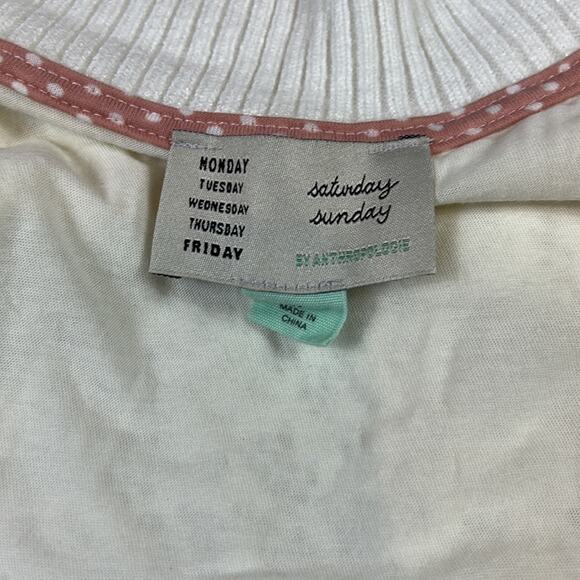 MONDAY
TUESDAY
WEDNESDAY
THURSDAY
FRIDAY
saturday
sunday
BY ANTHROPOLOGIE
MADE IN
CHINA